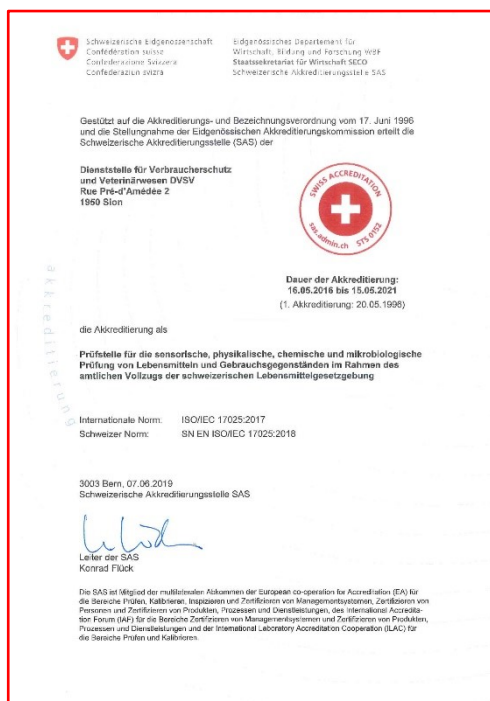 Schweizerische Eidgenossenschaft
Confédération suisse
Confederazione Svizzera
Confederaziun svizra
Eidgenössisches Departement für
Wirtschaft, Bildung und Forschung WBF
Staatssekretariat für Wirtschaft SECO
Schweizerische Akkreditierungsstelle SAS
Gestützt auf die Akkreditierungs- und Bezeichnungsverordnung vom 17. Juni 1996
und die Stellungnahme der Eidgenössischen Akkreditierungskommission erteilt die
Schweizerische Akkreditierungsstelle (SAS) der
Dienststelle für Verbraucherschutz
und Veterinärwesen DVSV
Rue Pré-d'Amédée 2
1950 Sion
SWISS ACCREDITATION
sas.admin.ch STS 0152
Dauer der Akkreditierung:
16.05.2016 bis 15.05.2021
(1. Akkreditierung: 20.05.1996)
akkreditierung
die Akkreditierung als
Prüfstelle für die sensorische, physikalische, chemische und mikrobiologische
Prüfung von Lebensmitteln und Gebrauchsgegenständen im Rahmen des
amtlichen Vollzugs der schweizerischen Lebensmittelgesetzgebung
Internationale Norm: ISO/IEC 17025:2017
Schweizer Norm: SN EN ISO/IEC 17025:2018
3003 Bern, 07.06.2019
Schweizerische Akkreditierungsstelle SAS
Leiter der SAS
Konrad Flück
Die SAS ist Mitglied der multilateralen Abkommen der European co-operation for Accreditation (EA) für
die Bereiche Prüfen, Kalibrieren, Inspizieren und Zertifizieren von Managementsystemen, Zertifizieren von
Personen und Zertifizieren von Produkten, Prozessen und Dienstleistungen, des International Accredita-
tion Forum (IAF) für die Bereiche Zertifizieren von Managementsystemen und Zertifizieren von Produkten,
Prozessen und Dienstleistungen und der International Laboratory Accreditation Cooperation (ILAC) für
die Bereiche Prüfen und Kalibrieren.